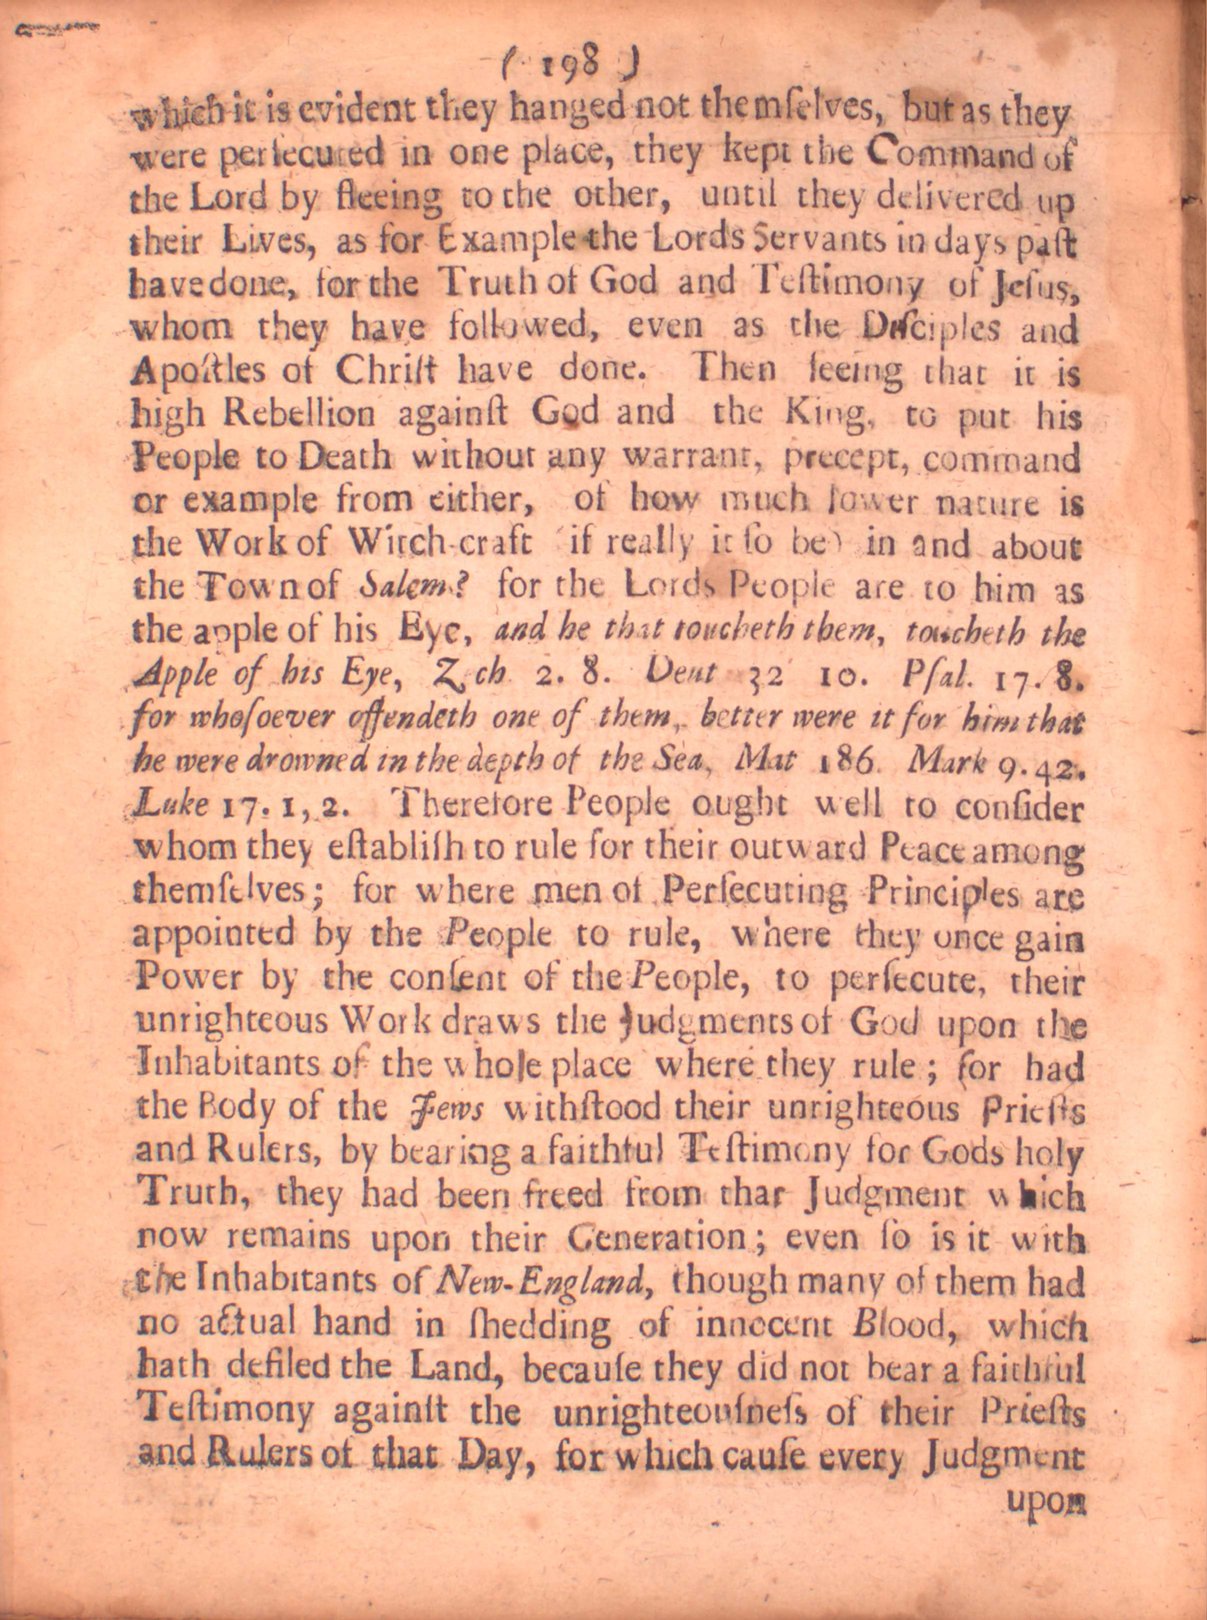 ( 198 )
which it is evident they hanged not themſelves, but as they
were perſecuted in one place, they kept the Command of
the Lord by fleeing to the other, until they delivered up
their Lives, as for Example the Lords Servants in days paſt
have done, for the Truth of God and Teſtimony of Jeſus,
whom they have followed, even as the Diſciples and
Apoſtles of Chriſt have done. Then ſeeing that it is
high Rebellion againſt God and the King, to put his
People to Death without any warrant, precept, command
or example from either, of how much lower nature is
the Work of Witch-craft (if really it ſo be) in and about
the Town of Salem? for the Lords People are to him as
the apple of his Eye, and he that toucheth them, toucheth the
Apple of his Eye, Zech 2. 8. Deut 32 10. Pſal. 17. 8.
for whoſoever offendeth one of them, better were it for him that
he were drowned in the depth of the Sea, Mat 186. Mark 9. 42.
Luke 17. 1, 2. Therefore People ought well to conſider
whom they eſtabliſh to rule for their outward Peace among
themſelves; for where men of Perſecuting Principles are
appointed by the People to rule, where they once gain
Power by the conſent of the People, to perſecute, their
unrighteous Work draws the Judgments of God upon the
Inhabitants of the whole place where they rule; for had
the Body of the Jews withſtood their unrighteous Prieſts
and Rulers, by bearing a faithful Teſtimony for Gods holy
Truth, they had been freed from that Judgment which
now remains upon their Generation; even ſo is it with
the Inhabitants of New-England, though many of them had
no actual hand in ſhedding of innocent Blood, which
hath defiled the Land, becauſe they did not bear a faithful
Teſtimony againſt the unrighteouſneſs of their Prieſts
and Rulers of that Day, for which cauſe every Judgment
upon